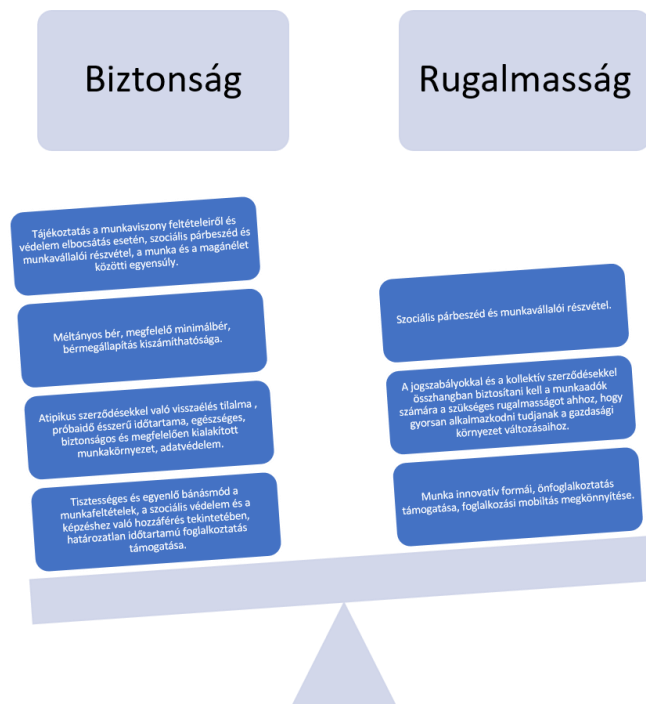 Biztonság
Rugalmasság
Tájékoztatás a munkaviszony feltételeiről és
védelem elbocsátás esetén, szociális párbeszéd és
munkavállalói részvétel, a munka és a magánélet
közötti egyensúly.
Méltányos bér, megfelelő minimálbér,
bérmegállapítás kiszámíthatósága.
Atipikus szerződésekkel való visszaélés tilalma ,
próbaidő ésszerű időtartama, egészséges,
biztonságos és megfelelően kialakított
munkakörnyezet, adatvédelem.
Tisztességes és egyenlő bánásmód a
munkafeltételek, a szociális védelem és a
képzéshez való hozzáférés tekintetében,
határozatlan időtartamú foglalkoztatás
támogatása.
Szociális párbeszéd és munkavállalói részvétel.
A jogszabályokkal és a kollektív szerződésekkel
összhangban biztosítani kell a munkaadók
számára a szükséges rugalmasságot ahhoz, hogy
gyorsan alkalmazkodni tudjanak a gazdasági
környezet változásaihoz.
Munka innovatív formái, önfoglalkoztatás
támogatása, foglalkozási mobiltás megkönnyítése.